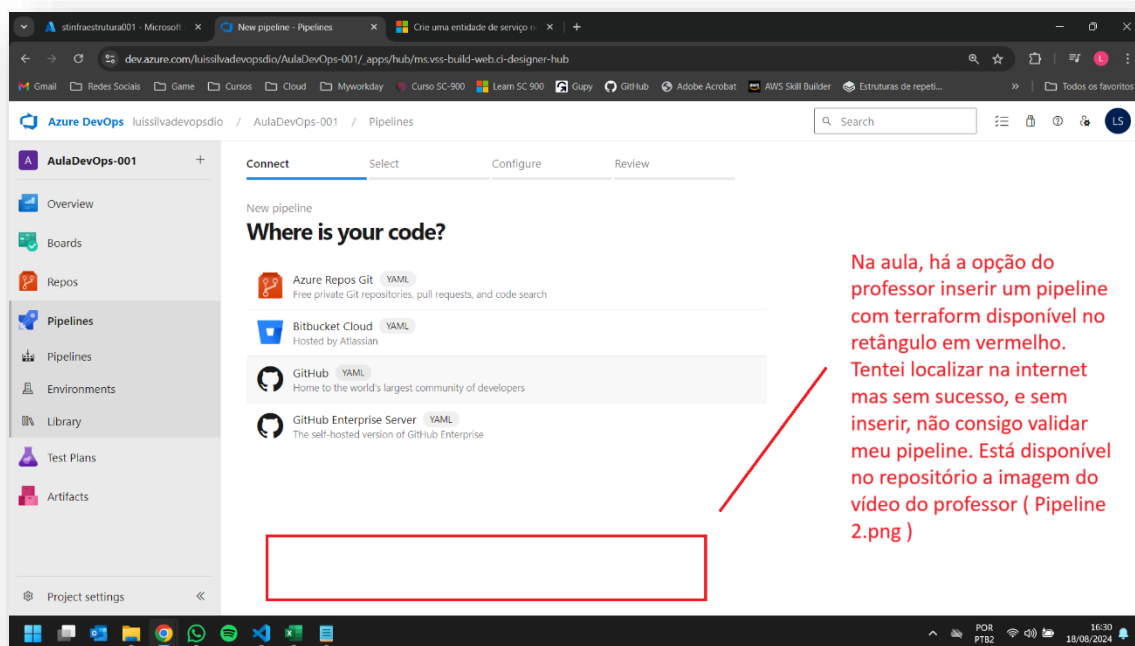 stinfraestrutura001 - Microsoft
New pipeline - Pipelines
Crie uma entidade de serviço n
dev.azure.com/luissilvadevopsdio/AulaDevOps-001/_apps/hub/ms.vss-build-web.ci-designer-hub
L
Gmail Redes Sociais Game Cursos Cloud Myworkday Curso SC-900 Learn SC 900 Gupy GitHub Adobe Acrobat AWS Skill Builder Estruturas de repeti... » Todos os favoritos
Azure DevOps luissilvadevopsdio / AulaDevOps-001 / Pipelines
Search
LS
A AulaDevOps-001 +
Overview
Boards
Repos
Pipelines
Pipelines
Environments
Library
Test Plans
Artifacts
Project settings «
Connect Select Configure Review
New pipeline
Where is your code?
Azure Repos Git YAML
Free private Git repositories, pull requests, and code search
Bitbucket Cloud YAML
Hosted by Atlassian
GitHub YAML
Home to the world's largest community of developers
GitHub Enterprise Server YAML
The self-hosted version of GitHub Enterprise
Na aula, há a opção do
professor inserir um pipeline
com terraform disponível no
retângulo em vermelho.
Tentei localizar na internet
mas sem sucesso, e sem
inserir, não consigo validar
meu pipeline. Está disponível
no repositório a imagem do
vídeo do professor ( Pipeline
2.png )
POR
PTB2
16:30
18/08/2024